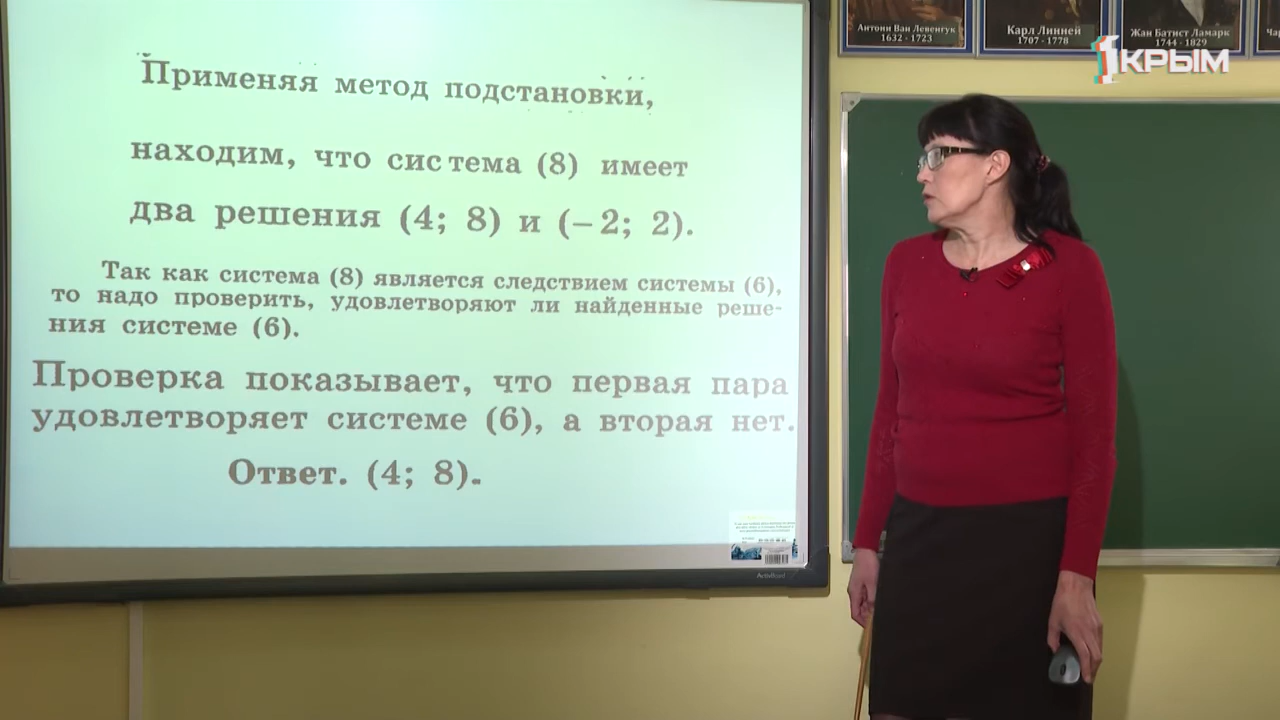 Применяя метод подстановки,
находим, что система (8) имеет
два решения (4; 8) и (−2; 2).
Так как система (8) является следствием системы (6),
то надо проверить, удовлетворяют ли найденные реше-
ния системе (6).
Проверка показывает, что первая пара
удовлетворяет системе (6), а вторая нет.
Ответ. (4; 8).
ActivBoard
Антони Ван Левенгук
1632 - 1723
Карл Линней
1707 - 1778
Жан Батист Ламарк
1744 - 1829
1 КРЫМ